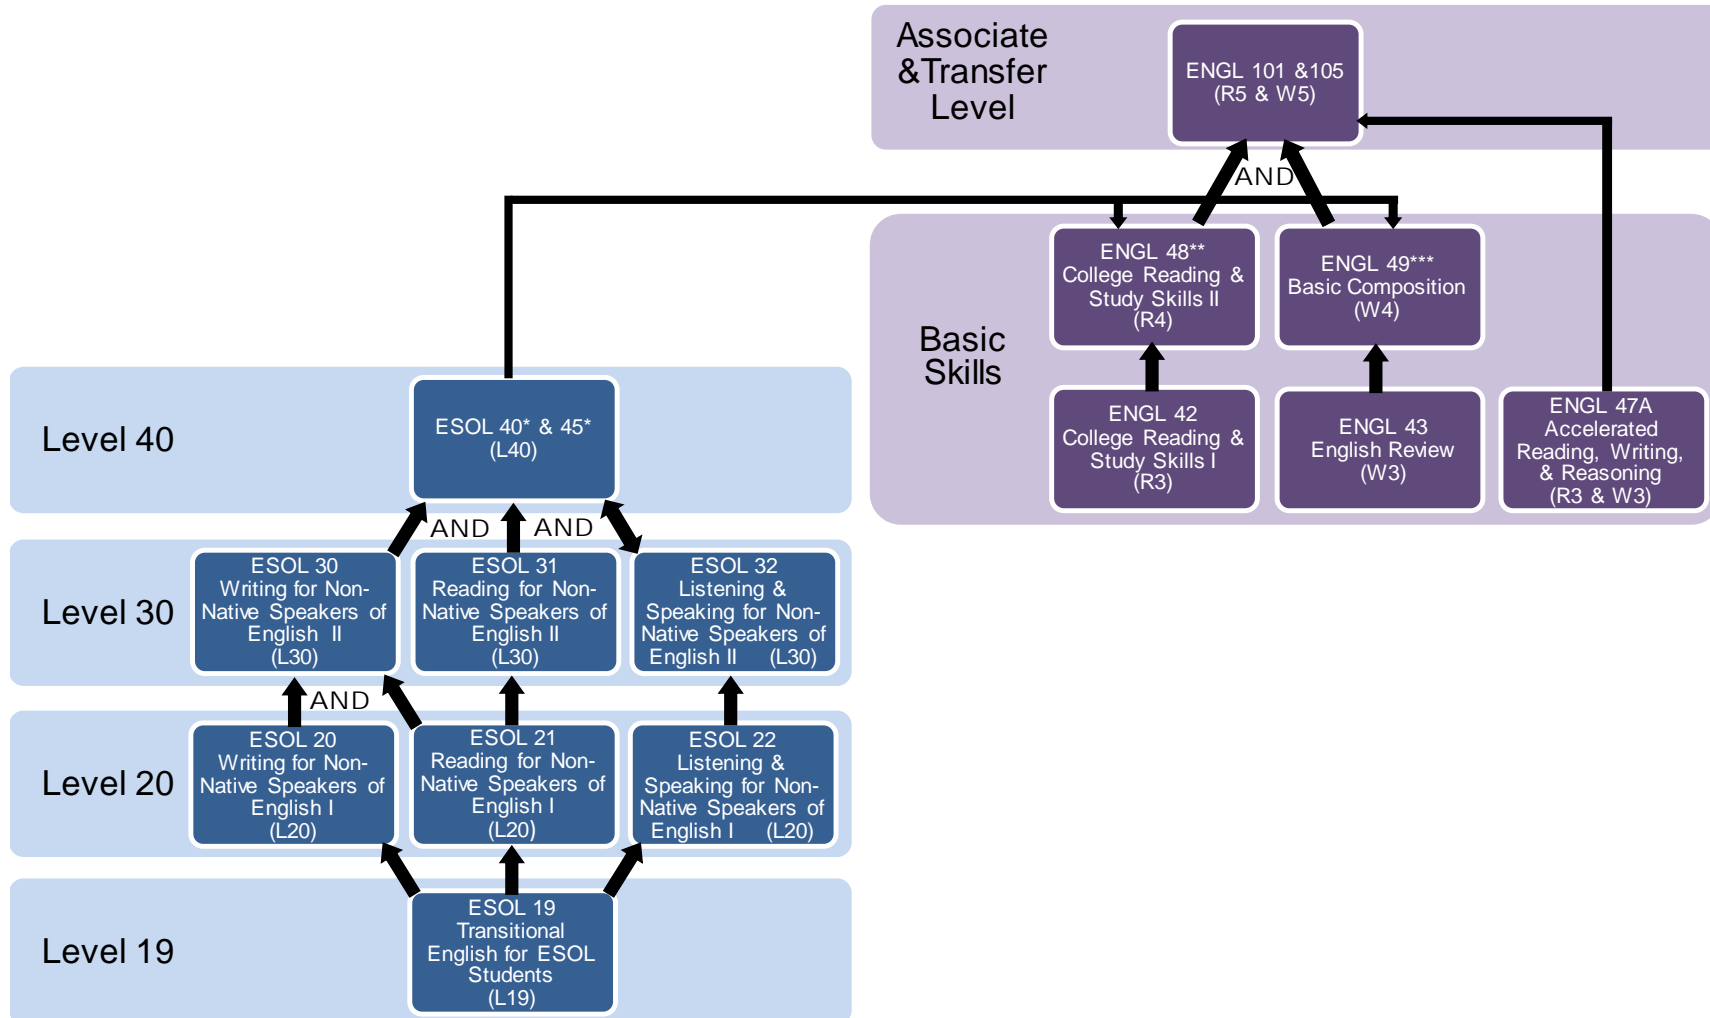 Associate
&Transfer
Level
ENGL 101 &105
(R5 & W5)
AND
Basic
Skills
ENGL 48**
College Reading &
Study Skills II
(R4)
ENGL 49***
Basic Composition
(W4)
ENGL 42
College Reading &
Study Skills I
(R3)
ENGL 43
English Review
(W3)
ENGL 47A
Accelerated
Reading, Writing,
& Reasoning
(R3 & W3)
Level 40
ESOL 40* & 45*
(L40)
AND
AND
Level 30
ESOL 30
Writing for Non-
Native Speakers of
English II
(L30)
ESOL 31
Reading for Non-
Native Speakers of
English II
(L30)
ESOL 32
Listening &
Speaking for Non-
Native Speakers of
English II (L30)
AND
Level 20
ESOL 20
Writing for Non-
Native Speakers of
English I
(L20)
ESOL 21
Reading for Non-
Native Speakers of
English I
(L20)
ESOL 22
Listening &
Speaking for Non-
Native Speakers of
English I (L20)
Level 19
ESOL 19
Transitional
English for ESOL
Students
(L19)